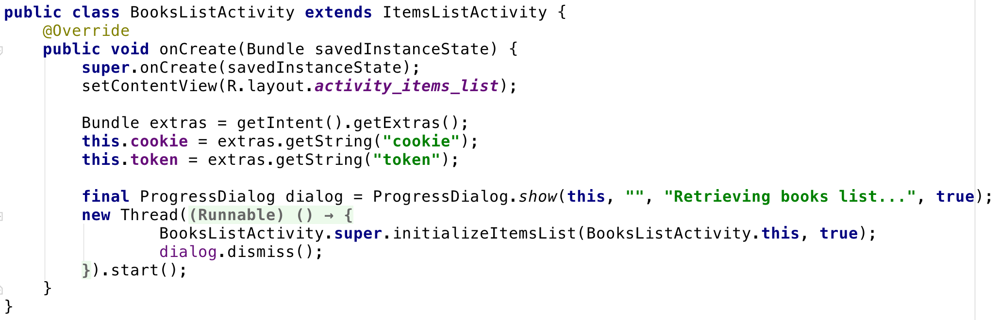 public class BooksListActivity extends ItemsListActivity {
    @Override
    public void onCreate(Bundle savedInstanceState) {
        super.onCreate(savedInstanceState);
        setContentView(R.layout.activity_items_list);

        Bundle extras = getIntent().getExtras();
        this.cookie = extras.getString("cookie");
        this.token = extras.getString("token");

        final ProgressDialog dialog = ProgressDialog.show(this, "", "Retrieving books list...", true);
        new Thread((Runnable) () → {
                BooksListActivity.super.initializeItemsList(BooksListActivity.this, true);
                dialog.dismiss();
        }).start();
    }
}